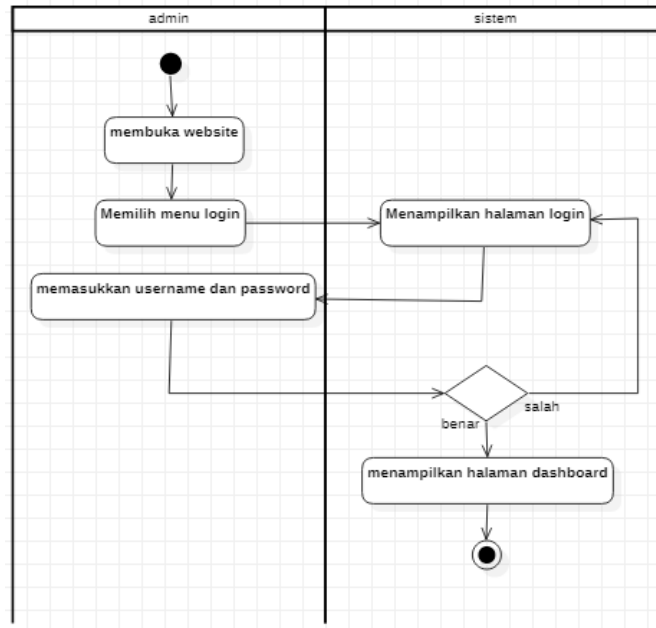 admin
sistem
membuka website
Memilih menu login
Menampilkan halaman login
memasukkan username dan password
salah
benar
menampilkan halaman dashboard